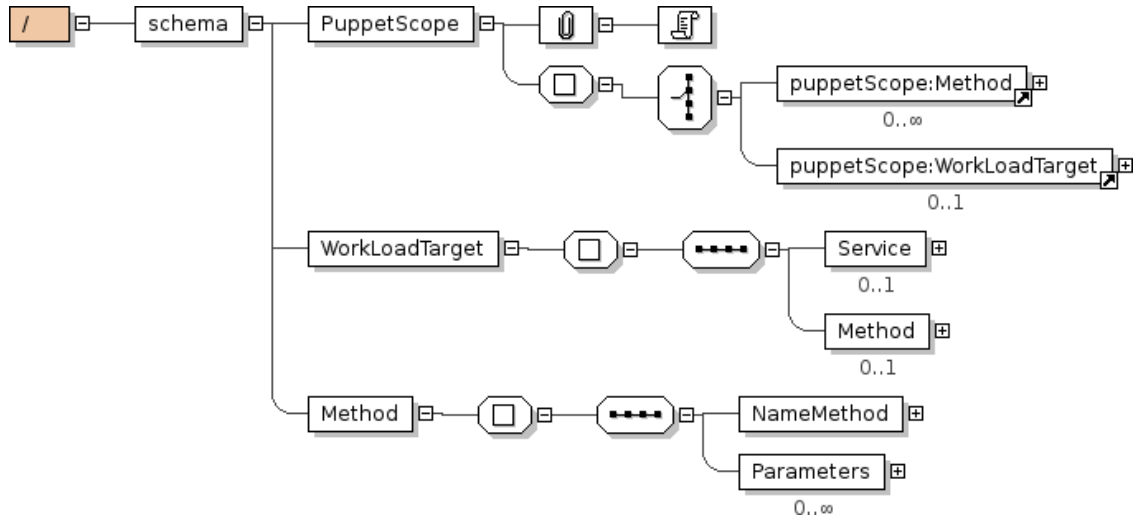 /
schema
PuppetScope
puppetScope:Method
0..∞
puppetScope:WorkLoadTarget
0..1
WorkLoadTarget
Service
0..1
Method
0..1
Method
NameMethod
Parameters
0..∞